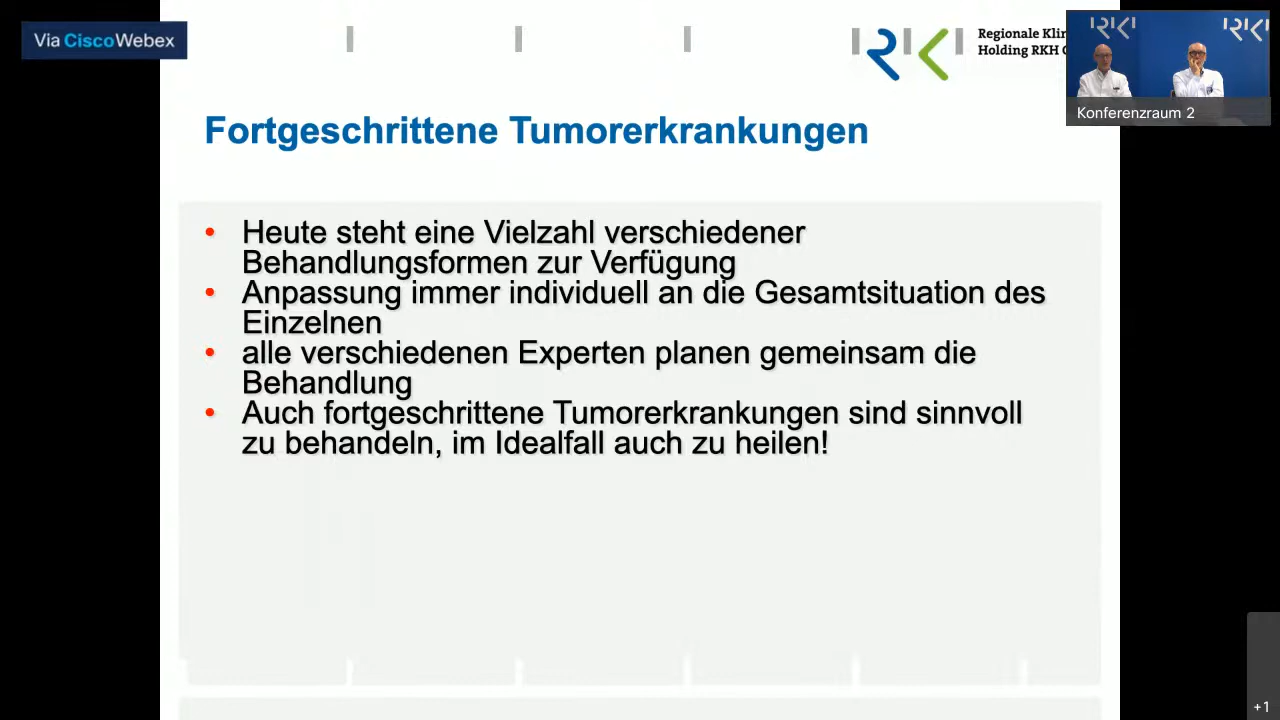 Via Cisco Webex
Regionale
Holding RKH
Konferenzraum 2
Fortgeschrittene Tumorerkrankungen
• Heute steht eine Vielzahl verschiedener
Behandlungsformen zur Verfügung
• Anpassung immer individuell an die Gesamtsituation des
Einzelnen
• alle verschiedenen Experten planen gemeinsam die
Behandlung
• Auch fortgeschrittene Tumorerkrankungen sind sinnvoll
zu behandeln, im Idealfall auch zu heilen!
+1